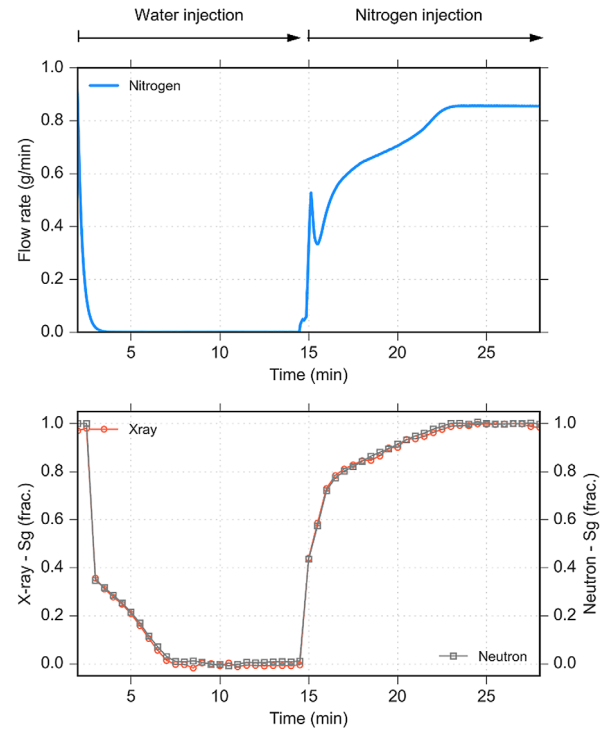 Water injection Nitrogen injection
1.0
Nitrogen
0.8
0.6
0.4
0.2
0.0
Flow rate (g/min)
5 10 15 20 25
Time (min)
1.0 1.0
Xray
0.8 0.8
0.6 0.6
0.4 0.4
0.2 0.2
Neutron
0.0 0.0
X-ray - Sg (frac.)
Neutron - Sg (frac.)
5 10 15 20 25
Time (min)